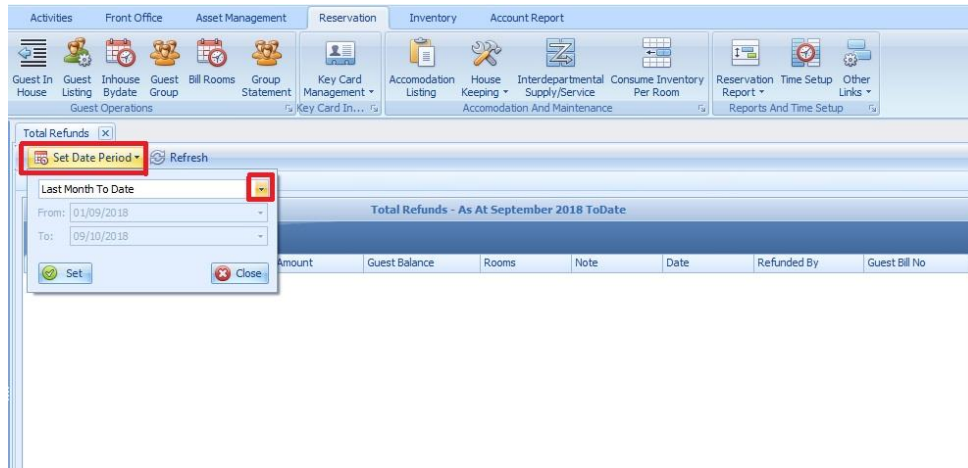 Activities Front Office Asset Management Reservation Inventory Account Report
Guest In House Guest Listing Inhouse Bydate Guest Group Bill Rooms Group Statement Key Card Management Accomodation Listing House Keeping Interdepartmental Supply/Service Consume Inventory Per Room Reservation Report Time Setup Other Links
Guest Operations Key Card In... Accomodation And Maintenance Reports And Time Setup
Total Refunds
Set Date Period Refresh
Last Month To Date
From: 01/09/2018
Total Refunds - As At September 2018 ToDate
To: 09/10/2018
Amount Guest Balance Rooms Note Date Refunded By Guest Bill No
Set Close